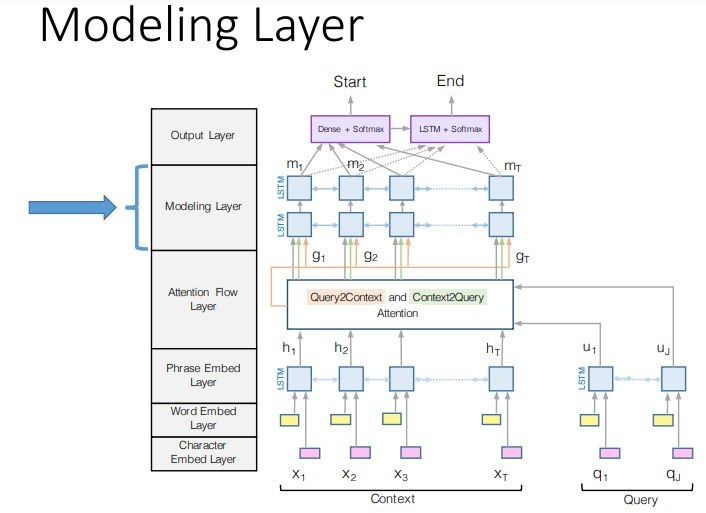 Modeling Layer
Start End
Output Layer
Dense + Softmax LSTM + Softmax
m1 m2 mT
LSTM
Modeling Layer
LSTM
g1 g2 gT
Attention Flow
Layer
Query2Context and Context2Query
Attention
h1 h2 hT u1 uJ
Phrase Embed
Layer
LSTM LSTM
Word Embed
Layer
Character
Embed Layer
x1 x2 x3 xT q1 qJ
Context Query